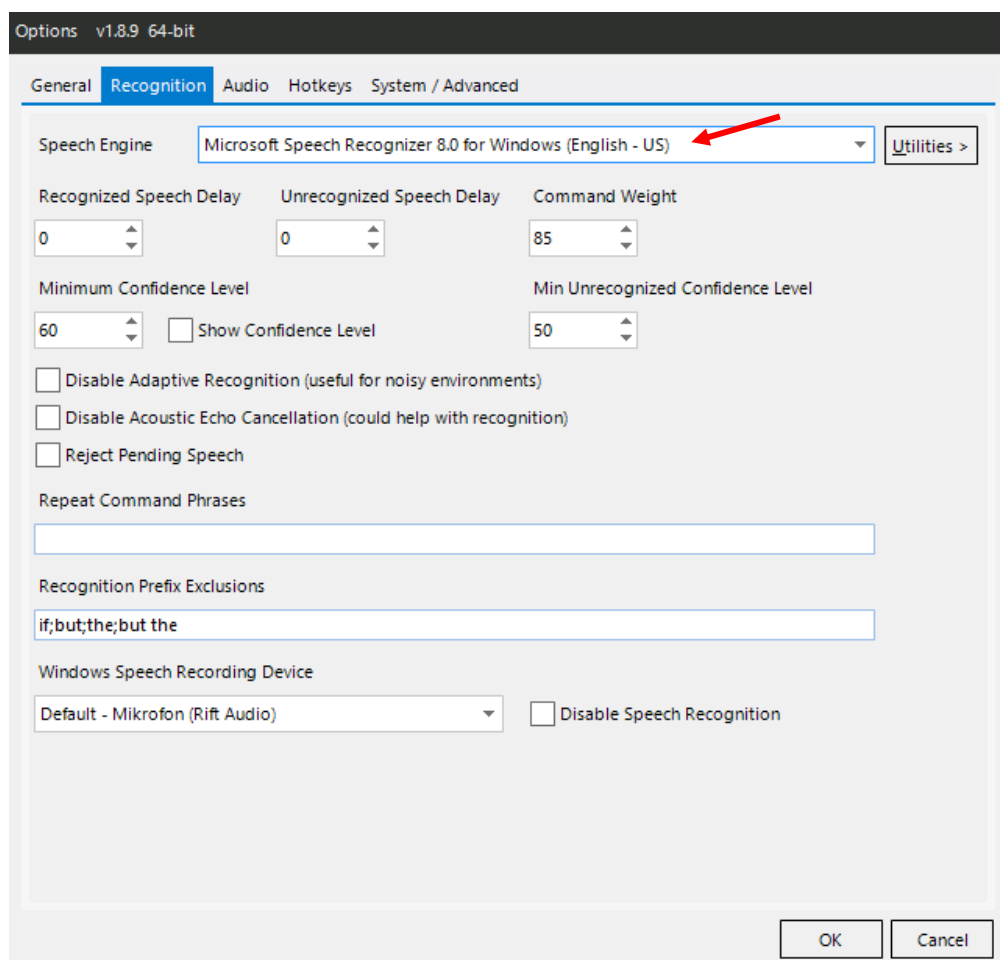 Options v1.8.9 64-bit
General Recognition Audio Hotkeys System / Advanced
Speech Engine Microsoft Speech Recognizer 8.0 for Windows (English - US) Utilities >
Recognized Speech Delay Unrecognized Speech Delay Command Weight
0 0 85
Minimum Confidence Level Min Unrecognized Confidence Level
60 Show Confidence Level 50
Disable Adaptive Recognition (useful for noisy environments)
Disable Acoustic Echo Cancellation (could help with recognition)
Reject Pending Speech
Repeat Command Phrases
Recognition Prefix Exclusions
if;but;the;but the
Windows Speech Recording Device
Default - Mikrofon (Rift Audio) Disable Speech Recognition
OK Cancel